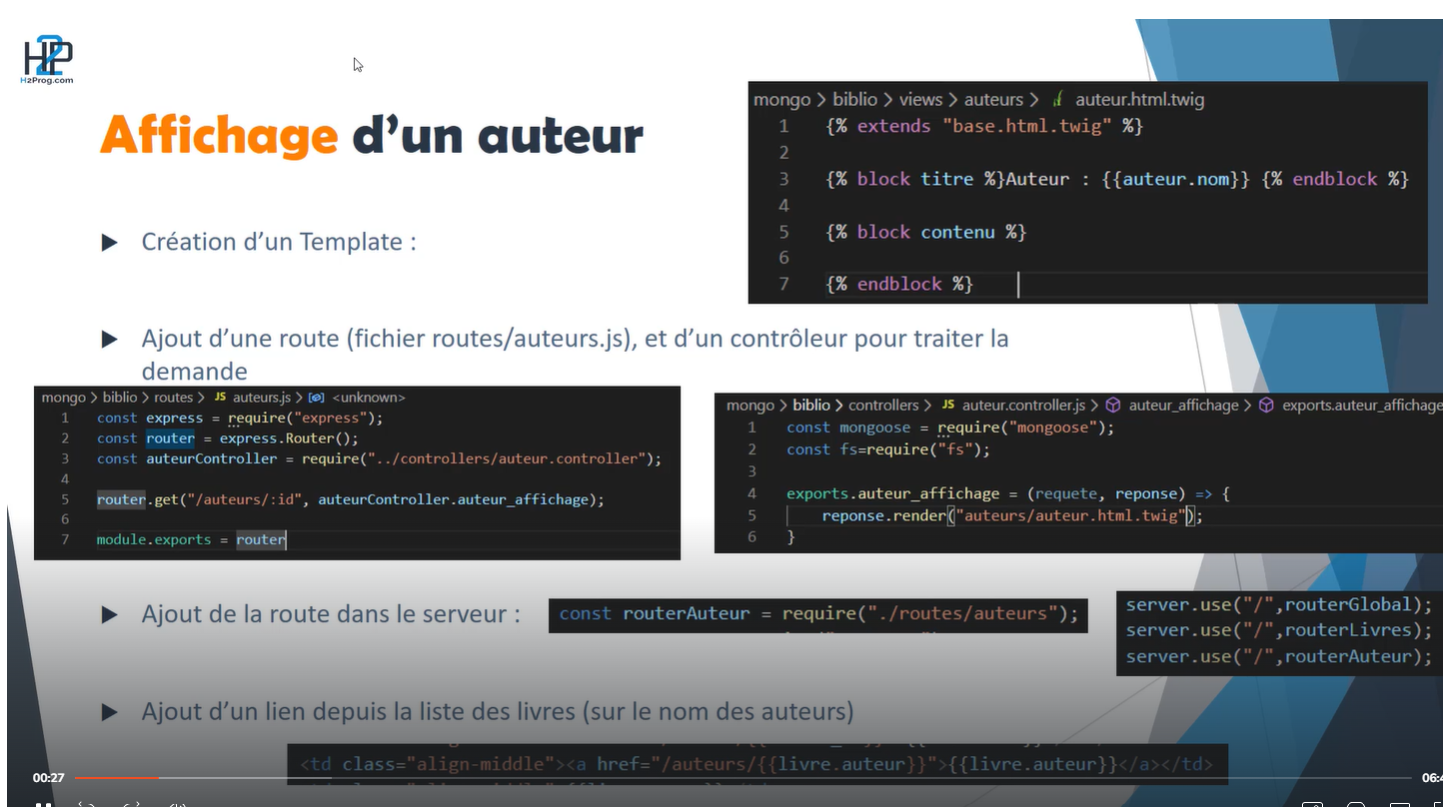 H2P
H2Prog.com
Affichage d'un auteur
mongo > biblio > views > auteurs > auteur.html.twig
1 {% extends "base.html.twig" %}
2
3 {% block titre %}Auteur : {{auteur.nom}} {% endblock %}
4
5 {% block contenu %}
6
7 {% endblock %}
▶ Création d'un Template :
▶ Ajout d'une route (fichier routes/auteurs.js), et d'un contrôleur pour traiter la
demande
mongo > biblio > routes > JS auteurs.js > <unknown>
1 const express = require("express");
2 const router = express.Router();
3 const auteurController = require("../controllers/auteur.controller");
4
5 router.get("/auteurs/:id", auteurController.auteur_affichage);
6
7 module.exports = router
mongo > biblio > controllers > JS auteur.controller.js > auteur_affichage > exports.auteur_affichage
1 const mongoose = require("mongoose");
2 const fs=require("fs");
3
4 exports.auteur_affichage = (requete, reponse) => {
5 reponse.render("auteurs/auteur.html.twig");
6 }
▶ Ajout de la route dans le serveur :
const routerAuteur = require("./routes/auteurs");
server.use("/",routerGlobal);
server.use("/",routerLivres);
server.use("/",routerAuteur);
▶ Ajout d'un lien depuis la liste des livres (sur le nom des auteurs)
<td class="align-middle"><a href="/auteurs/{{livre.auteur}}">{{livre.auteur}}</a></td>
00:27